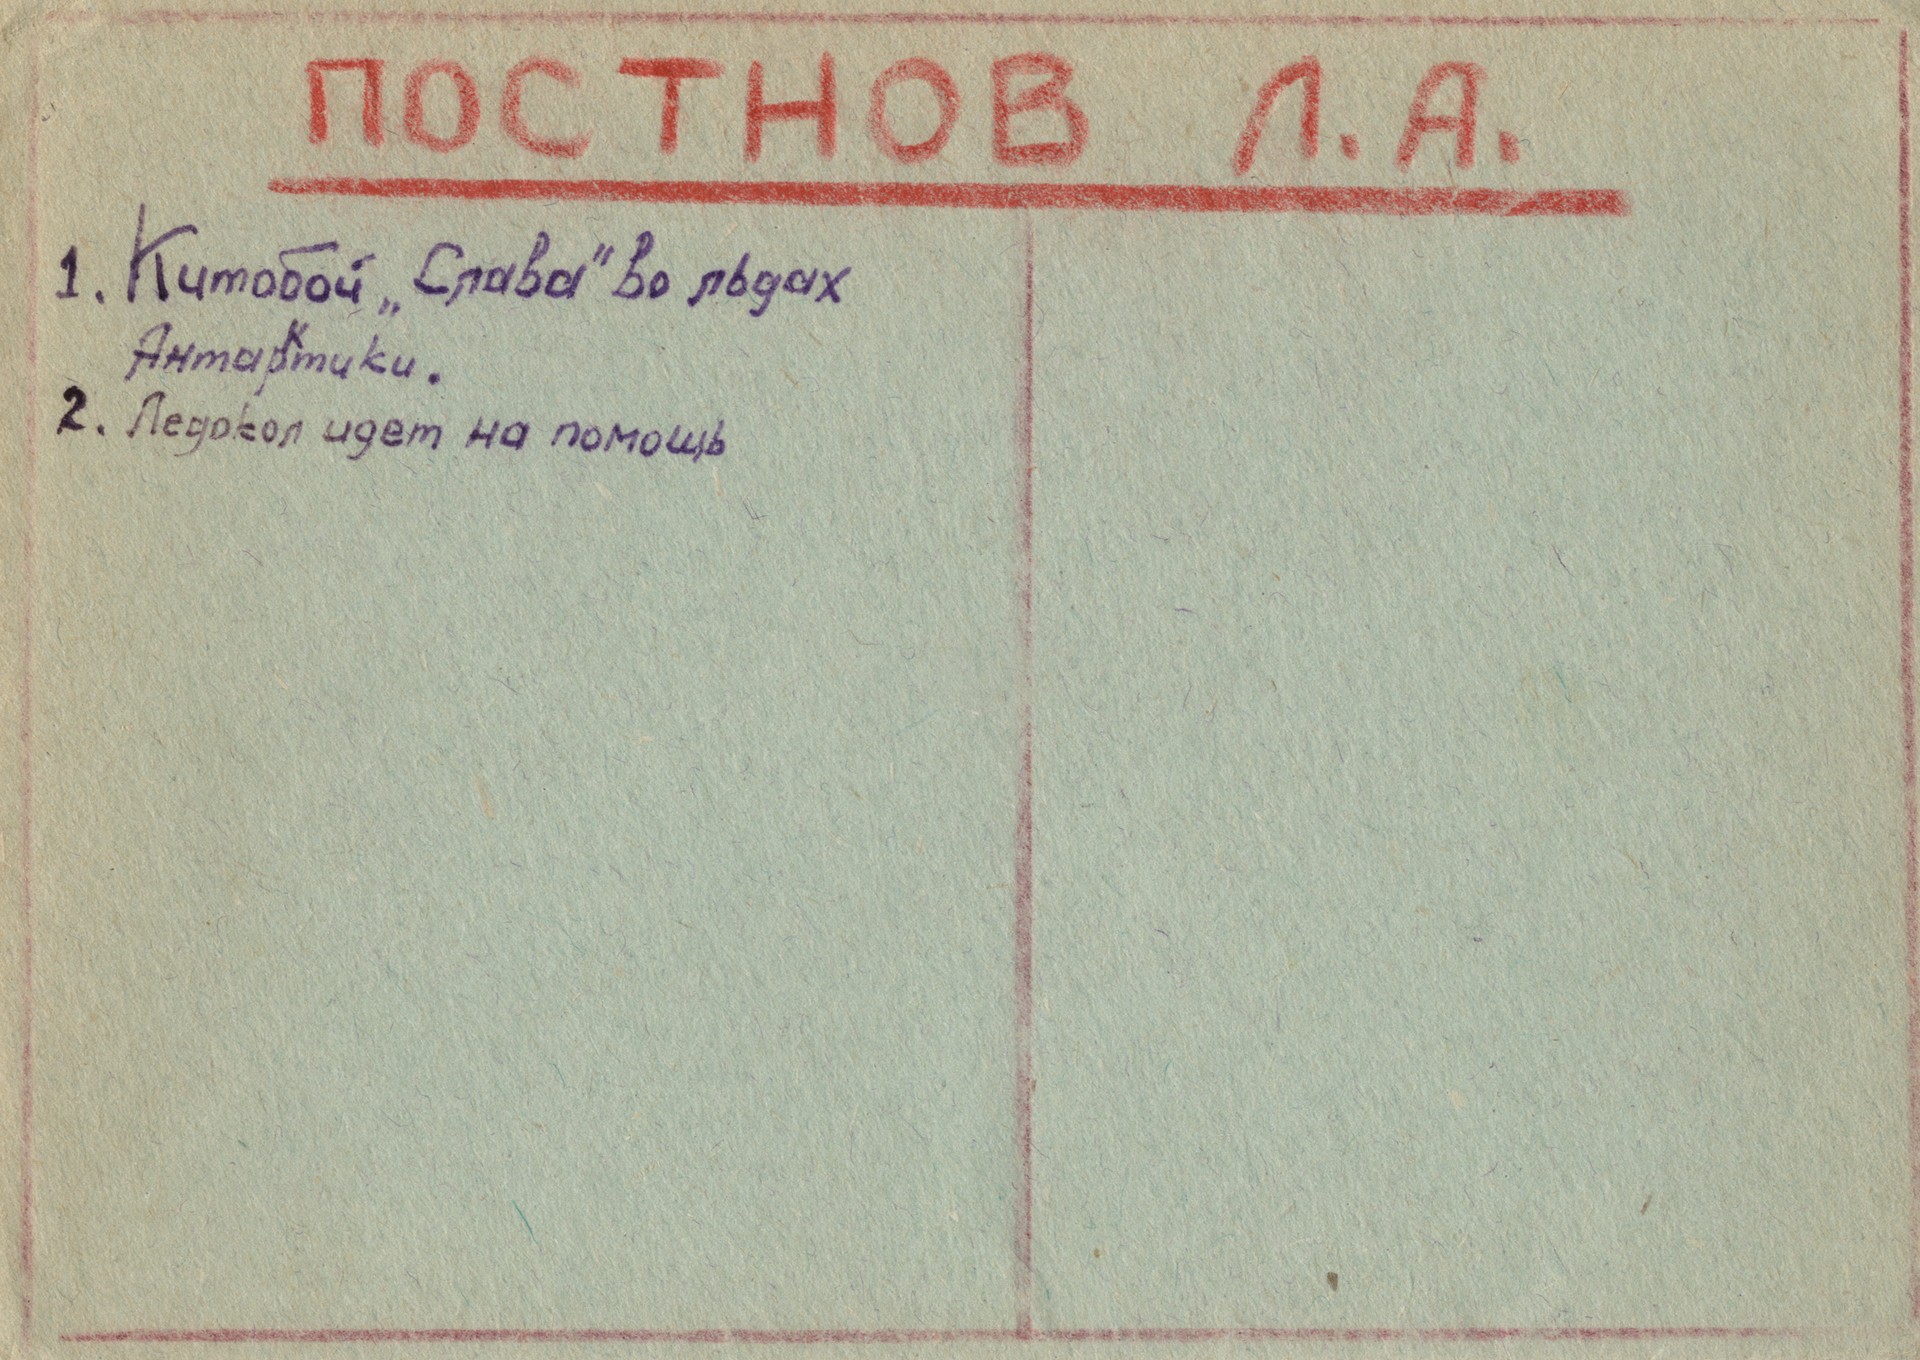 ПОСТНОВ Л. А.
1. Китобой „Слава" во льдах
Антарктики.
2. Ледокол идет на помощь